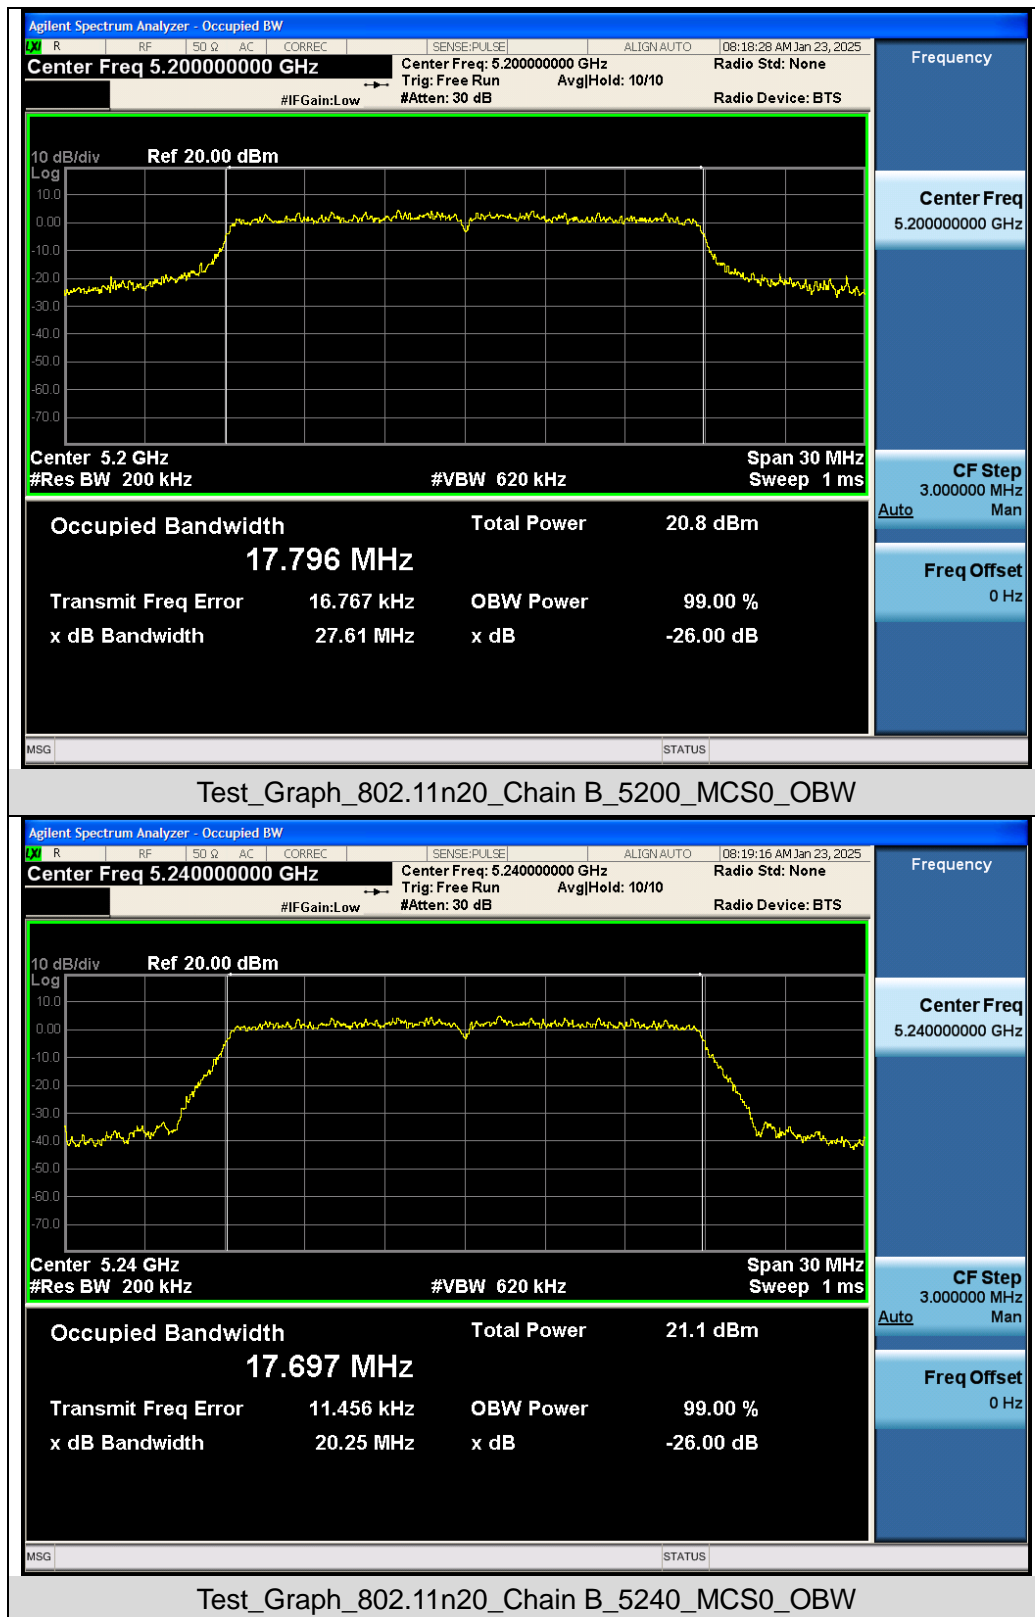 Agilent Spectrum Analyzer - Occupied BW
LXI R RF 50 Ω AC CORREC SENSE:PULSE ALIGN AUTO 08:18:28 AM Jan 23, 2025
Center Freq 5.200000000 GHz Center Freq: 5.200000000 GHz Radio Std: None
Trig: Free Run Avg|Hold: 10/10
#IFGain:Low #Atten: 30 dB Radio Device: BTS
Frequency
10 dB/div Ref 20.00 dBm
Log
10.0
0.00
-10.0
-20.0
-30.0
-40.0
-50.0
-60.0
-70.0
Center 5.2 GHz Span 30 MHz
#Res BW 200 kHz #VBW 620 kHz Sweep 1 ms
Center Freq
5.200000000 GHz
CF Step
3.000000 MHz
Auto Man
Freq Offset
0 Hz
Occupied Bandwidth Total Power 20.8 dBm
17.796 MHz
Transmit Freq Error 16.767 kHz OBW Power 99.00 %
x dB Bandwidth 27.61 MHz x dB -26.00 dB
MSG STATUS
Test_Graph_802.11n20_Chain B_5200_MCS0_OBW
Agilent Spectrum Analyzer - Occupied BW
LXI R RF 50 Ω AC CORREC SENSE:PULSE ALIGN AUTO 08:19:16 AM Jan 23, 2025
Center Freq 5.240000000 GHz Center Freq: 5.240000000 GHz Radio Std: None
Trig: Free Run Avg|Hold: 10/10
#IFGain:Low #Atten: 30 dB Radio Device: BTS
Frequency
10 dB/div Ref 20.00 dBm
Log
10.0
0.00
-10.0
-20.0
-30.0
-40.0
-50.0
-60.0
-70.0
Center 5.24 GHz Span 30 MHz
#Res BW 200 kHz #VBW 620 kHz Sweep 1 ms
Center Freq
5.240000000 GHz
CF Step
3.000000 MHz
Auto Man
Freq Offset
0 Hz
Occupied Bandwidth Total Power 21.1 dBm
17.697 MHz
Transmit Freq Error 11.456 kHz OBW Power 99.00 %
x dB Bandwidth 20.25 MHz x dB -26.00 dB
MSG STATUS
Test_Graph_802.11n20_Chain B_5240_MCS0_OBW